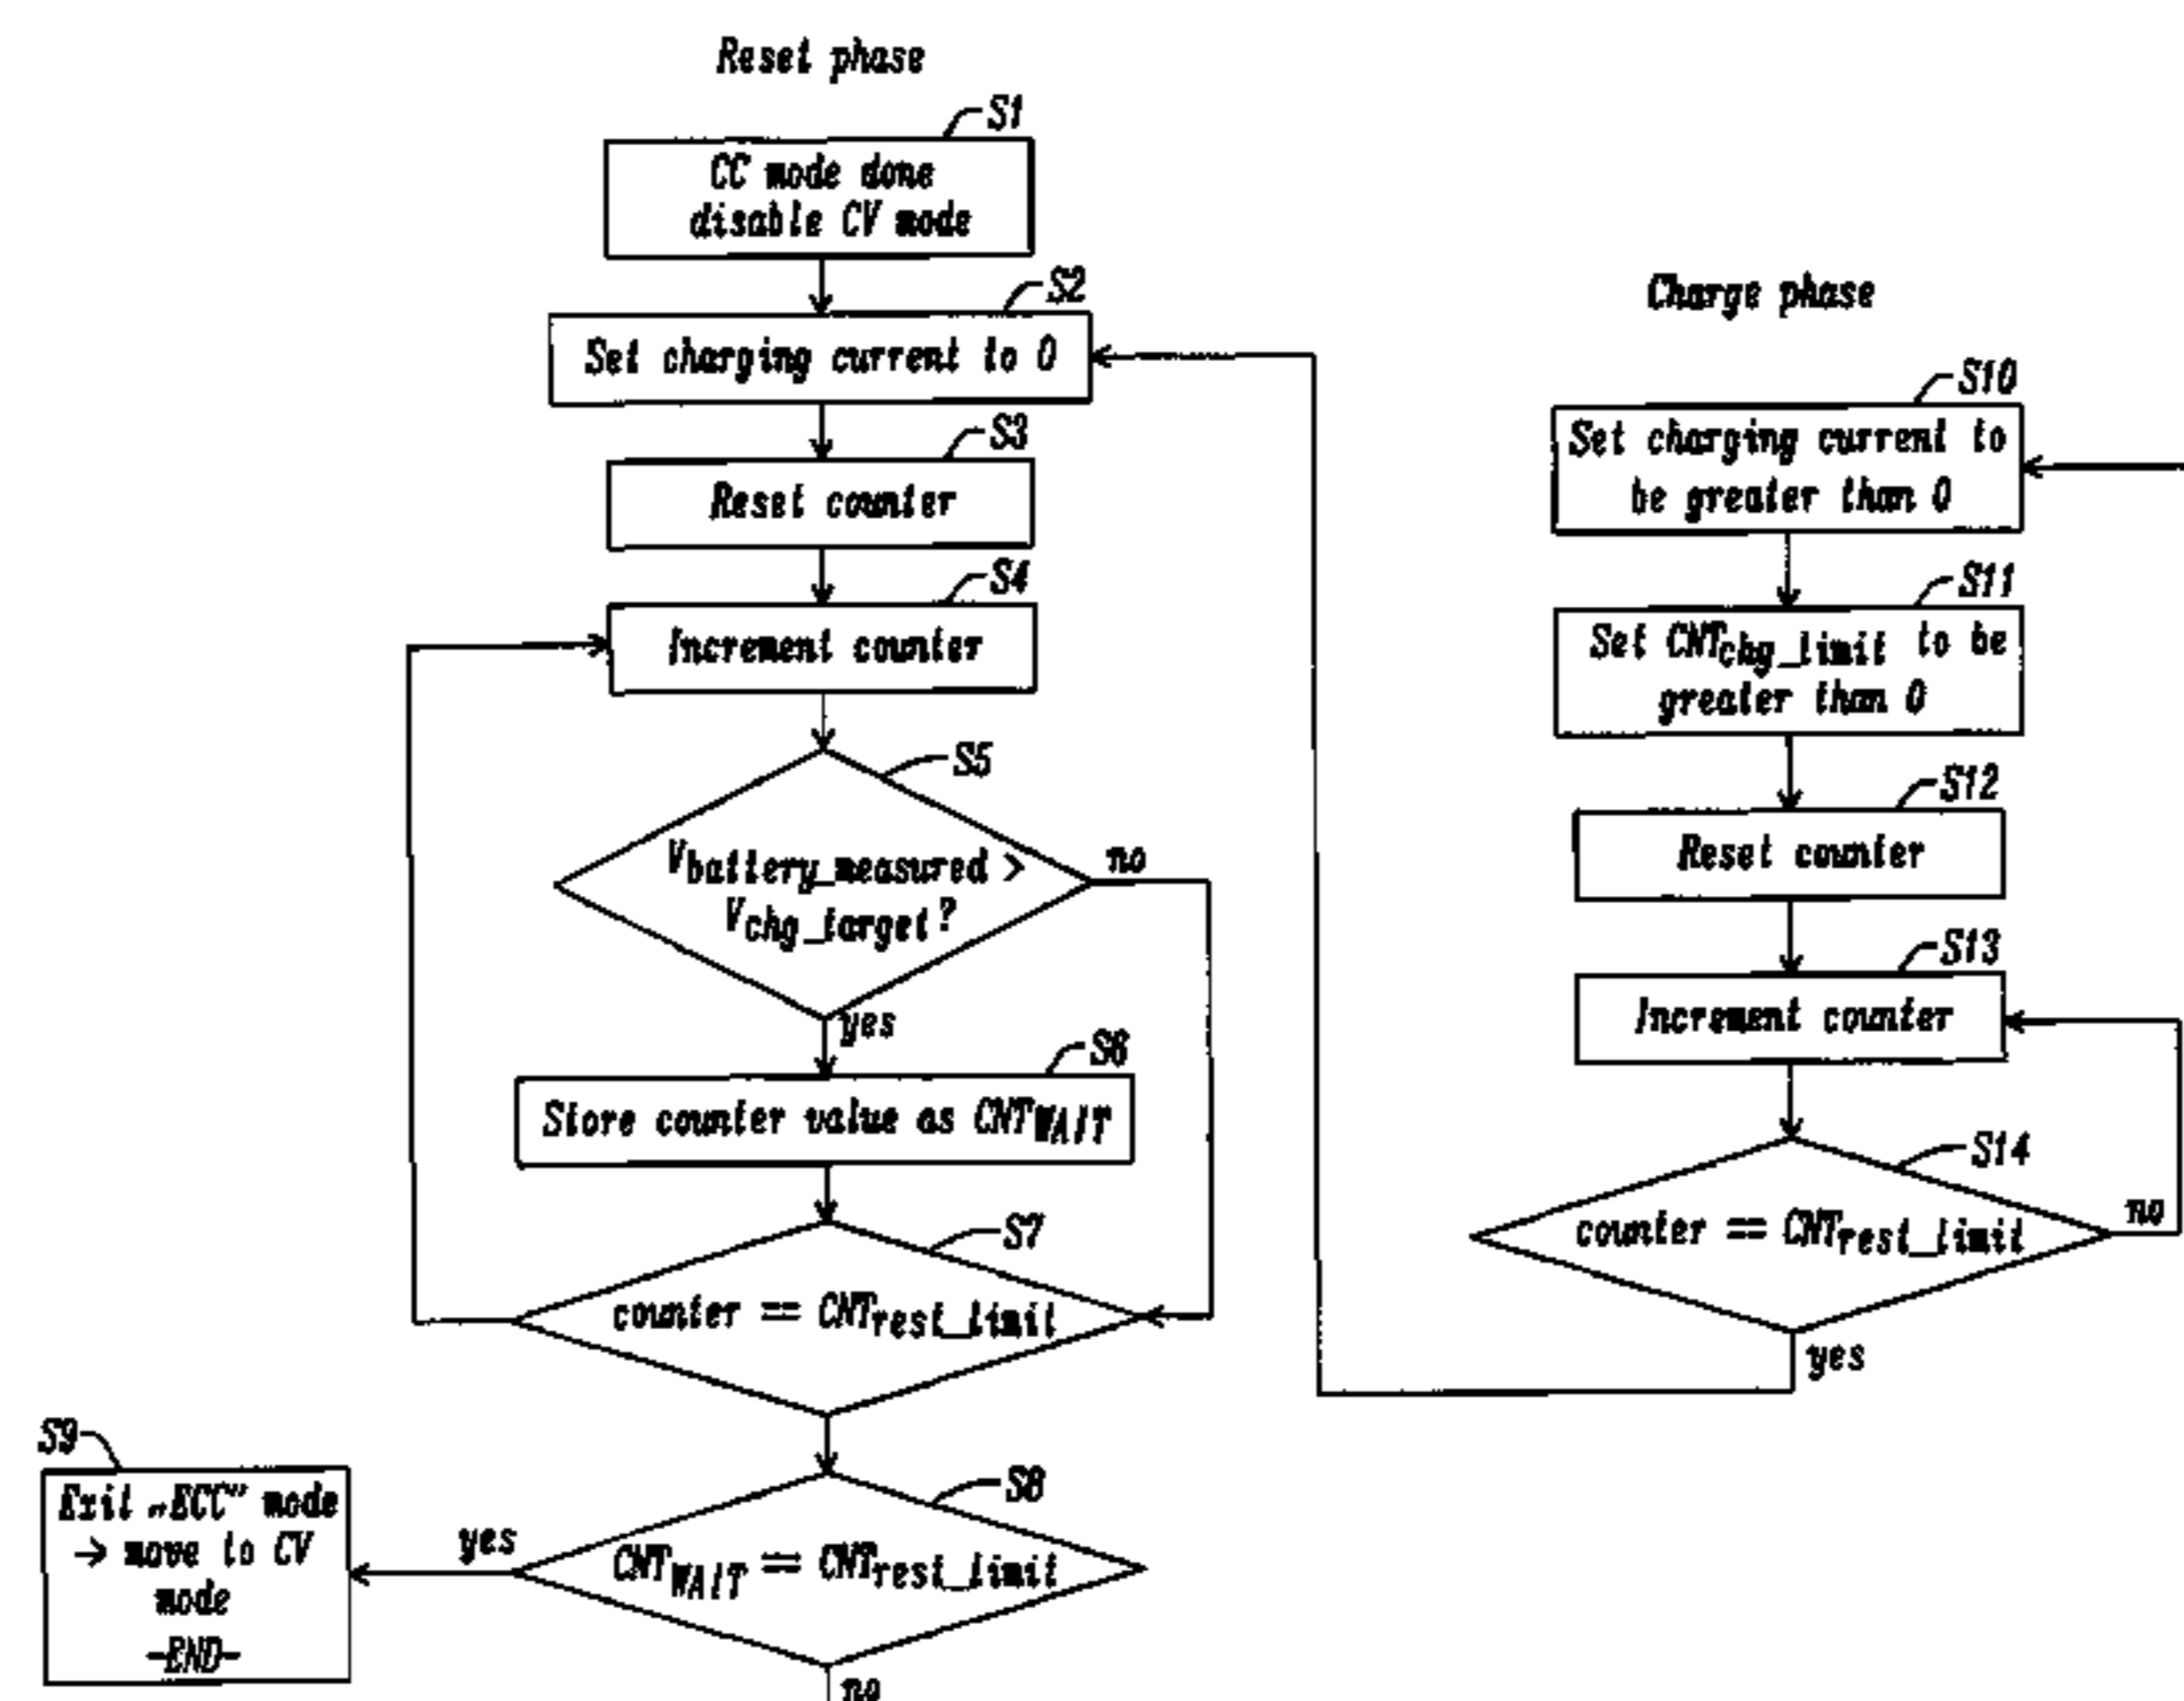 Reset phase
S1
CC mode done
disable CV mode
S2
Set charging current to 0
S3
Reset counter
S4
Increment counter
S5
Vbattery_measured >
Vchg_target?
no
yes
S6
Store counter value as CNTWAIT
S7
counter == CNTrest_limit
S8
CNTWAIT == CNTrest_limit
yes
no
S9
Exit „ECC" mode
→ move to CV
mode
-END-
Charge phase
S10
Set charging current to
be greater than 0
S11
Set CNTchg_limit to be
greater than 0
S12
Reset counter
S13
Increment counter
S14
counter == CNTrest_limit
no
yes